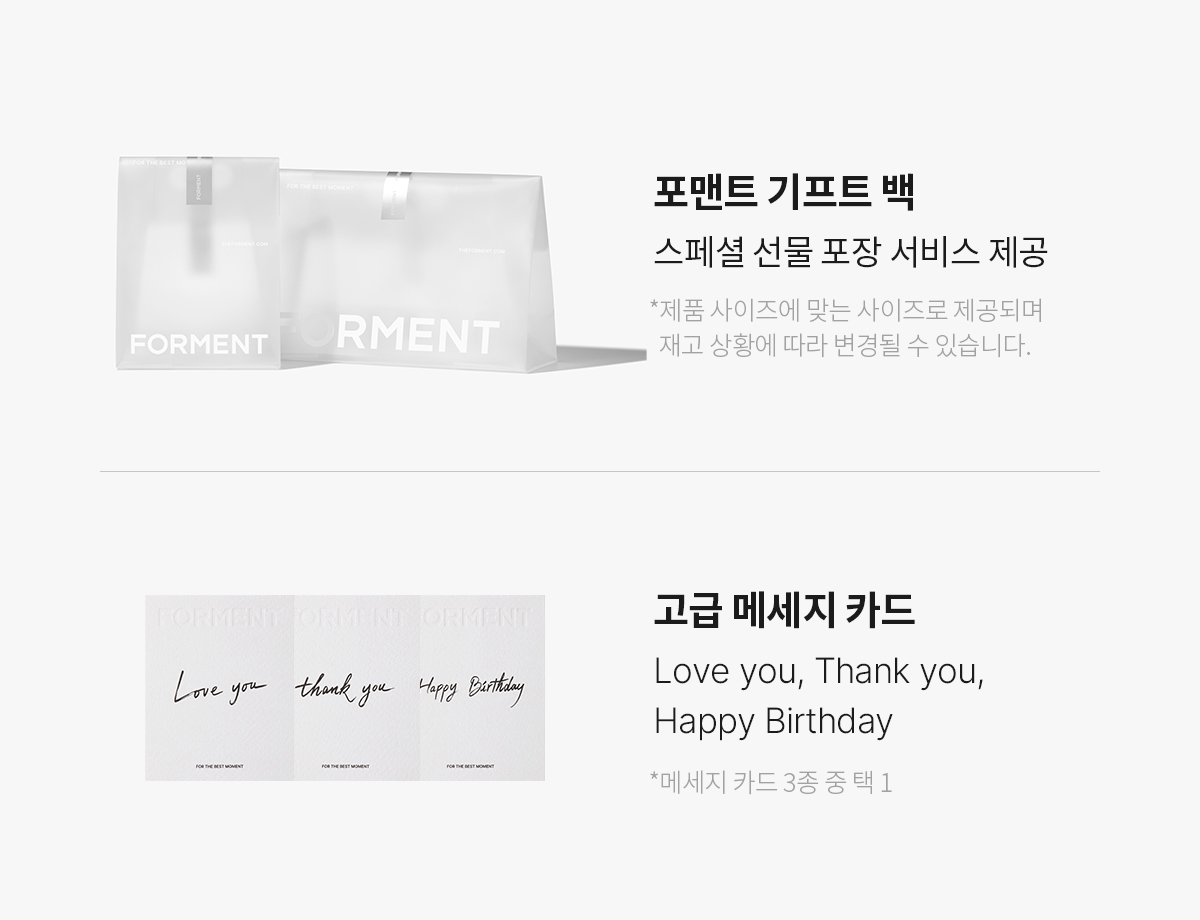 FOR THE BEST
FORMENT
FORMENT
FOR THE BEST MOMENT
RMENT
포맨트 기프트 백
스페셜 선물 포장 서비스 제공
*제품 사이즈에 맞는 사이즈로 제공되며
재고 상황에 따라 변경될 수 있습니다.
FORMENT
ORMENT
ORMENT
Love you
thank you
Happy Birthday
FOR THE BEST MOMENT
FOR THE BEST MOMENT
FOR THE BEST MOMENT
고급 메세지 카드
Love you, Thank you,
Happy Birthday
*메세지 카드 3종 중 택 1